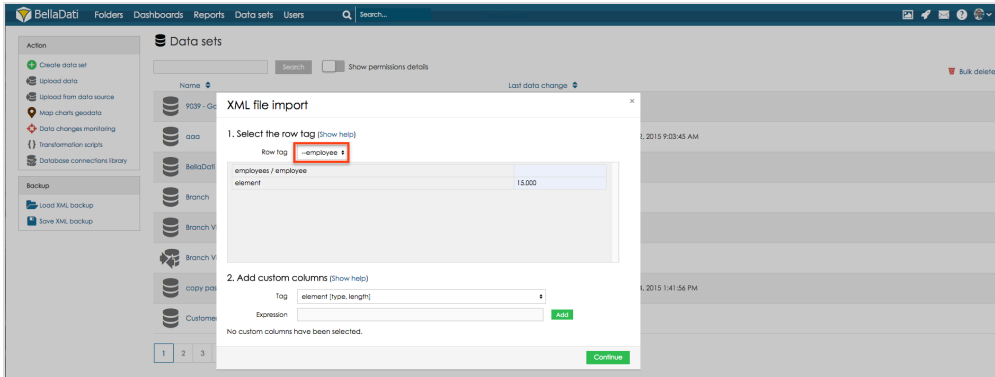 BellaDati Folders Dashboards Reports Data sets Users Search...
Action
Create data set
Upload data
Upload from data source
Map charts geodata
Data changes monitoring
Transformation scripts
Database connections library
Backup
Load XML backup
Save XML backup
Data sets
Search Show permissions details
Bulk delete
Name Last data change
9039 - Go
aaa 2, 2015 9:03:45 AM
BellaDati
Branch
Branch Vi
Branch Vi
copy pas , 2015 1:41:56 PM
Custome
1 2 3
XML file import ×
1. Select the row tag (Show help)
Row tag --employee
employees / employee
element 15.000
2. Add custom columns (Show help)
Tag element [type, length]
Expression Add
No custom columns have been selected.
Continue